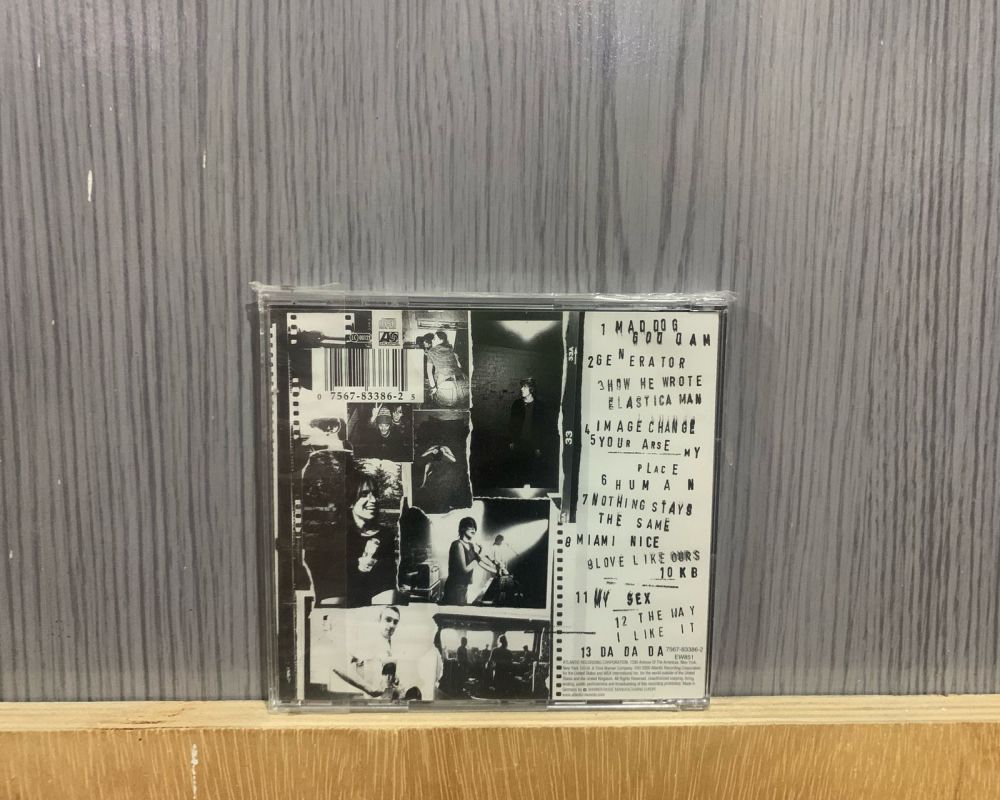 0 7567-83386-2 5
33A
33
1 MAD DOG
GOD DAM
2 GENERATOR
3 HOW HE WROTE
ELASTICA MAN
4 IMAGE CHANGE
5 YOUR ARSE MY
PLACE
6 HUMAN
7 NOTHING STAYS
THE SAME
8 MIAMI NICE
9 LOVE LIKE OURS
10 KB
11 MY SEX
12 THE WAY
I LIKE IT
13 DA DA DA
7567-83386-2
EW851